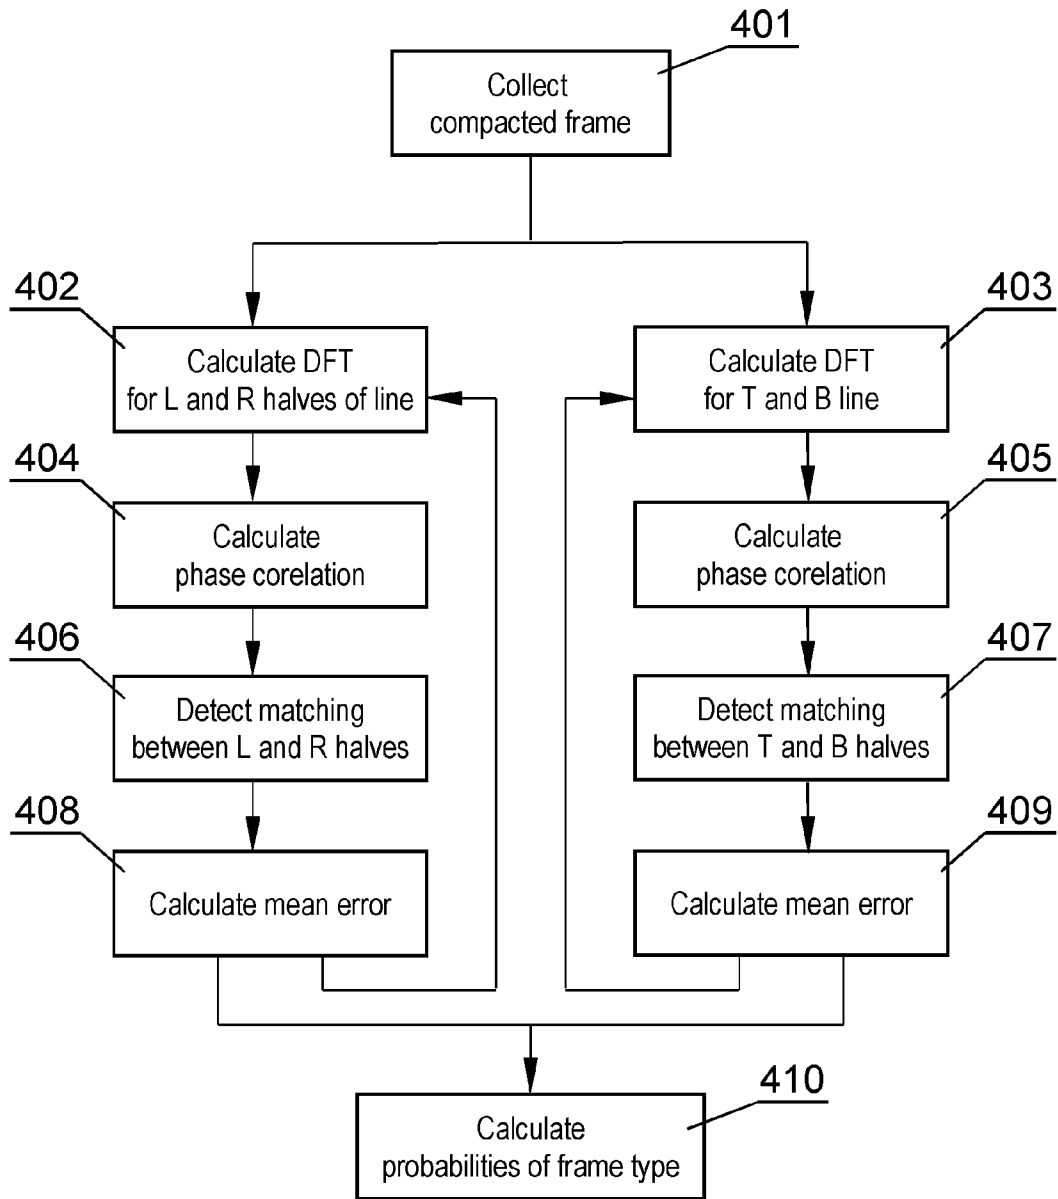 401
Collect
compacted frame
402
403
Calculate DFT
for L and R halves of line
Calculate DFT
for T and B line
404
405
Calculate
phase corelation
Calculate
phase corelation
406
407
Detect matching
between L and R halves
Detect matching
between T and B halves
408
409
Calculate mean error
Calculate mean error
410
Calculate
probabilities of frame type